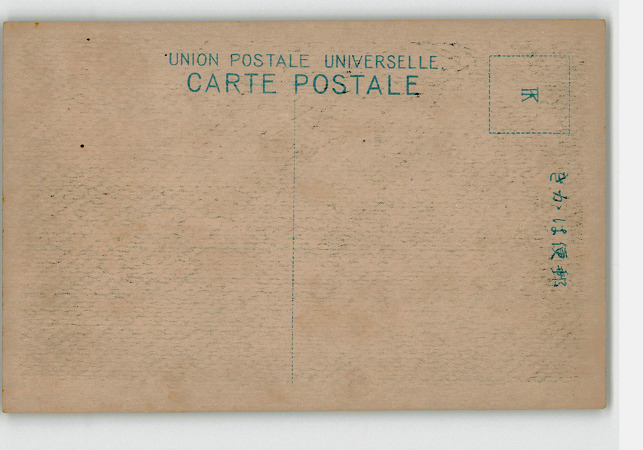 UNION POSTALE UNIVERSELLE.
CARTE POSTALE
きかは便郵